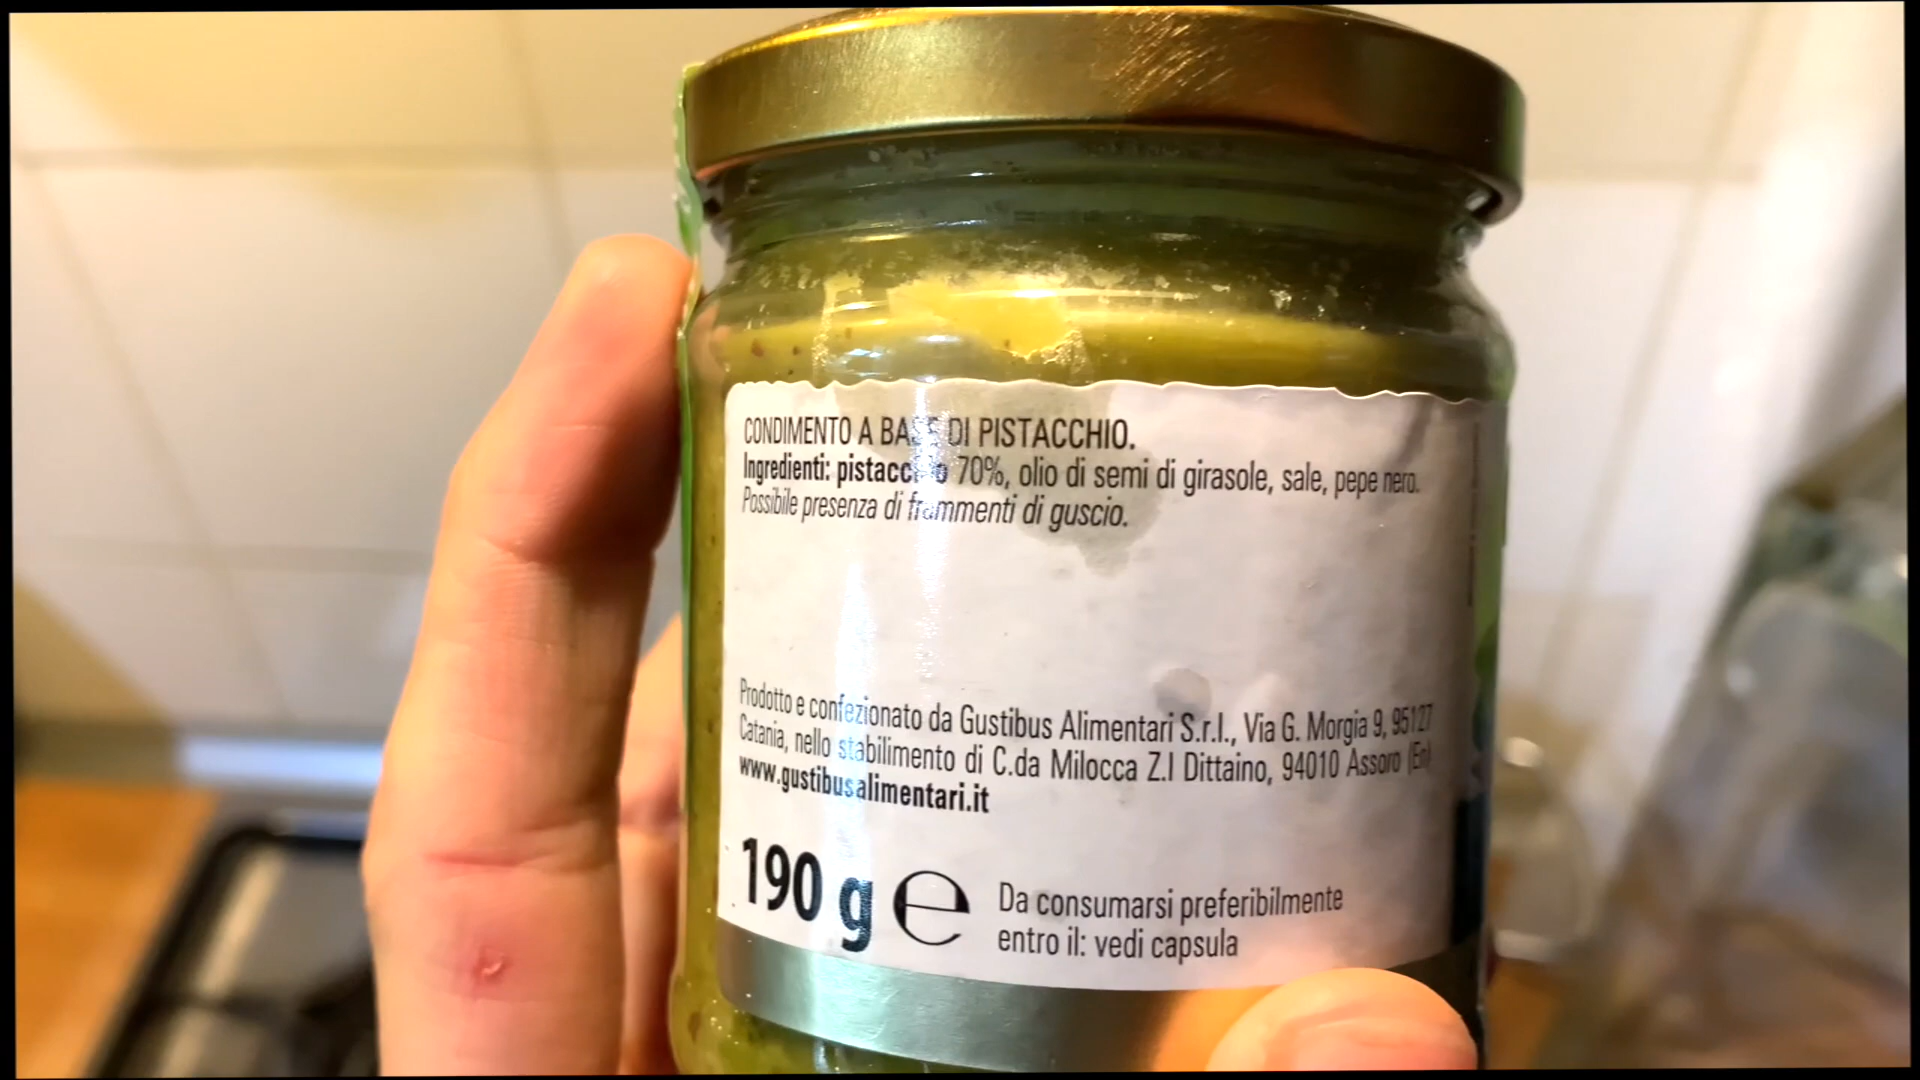 CONDIMENTO A BASE DI PISTACCHIO.
Ingredienti: pistacchio 70%, olio di semi di girasole, sale, pepe nero.
Possibile presenza di frammenti di guscio.
Prodotto e confezionato da Gustibus Alimentari S.r.l., Via G. Morgia 9, 95127
Catania, nello stabilimento di C.da Milocca Z.I Dittaino, 94010 Assoro (En)
www.gustibusalimentari.it
190 g e
Da consumarsi preferibilmente
entro il: vedi capsula